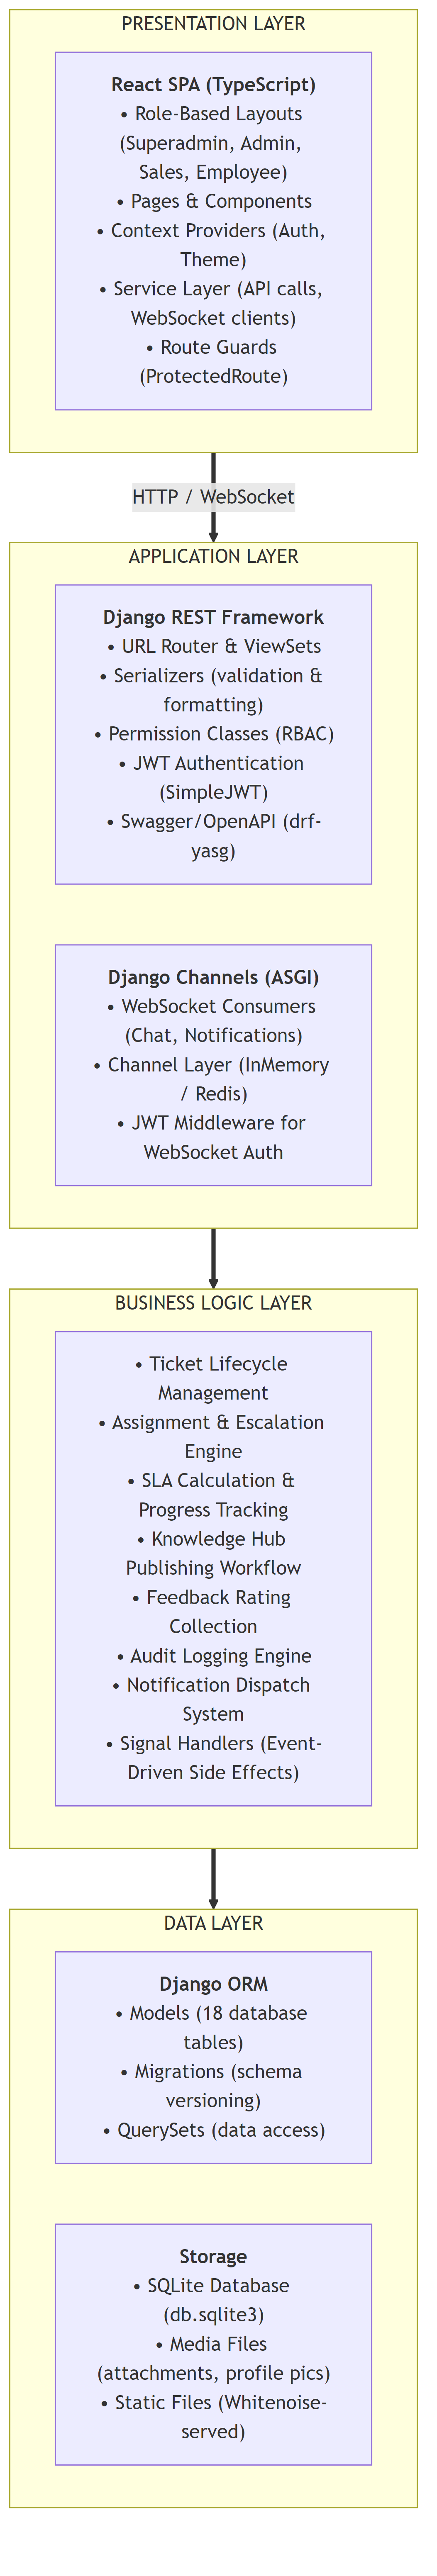 PRESENTATION LAYER
React SPA (TypeScript)
• Role-Based Layouts
(Superadmin, Admin,
Sales, Employee)
• Pages & Components
• Context Providers (Auth,
Theme)
• Service Layer (API calls,
WebSocket clients)
• Route Guards
(ProtectedRoute)
HTTP / WebSocket
APPLICATION LAYER
Django REST Framework
• URL Router & ViewSets
• Serializers (validation &
formatting)
• Permission Classes (RBAC)
• JWT Authentication
(SimpleJWT)
• Swagger/OpenAPI (drf-
yasg)
Django Channels (ASGI)
• WebSocket Consumers
(Chat, Notifications)
• Channel Layer (InMemory
/ Redis)
• JWT Middleware for
WebSocket Auth
BUSINESS LOGIC LAYER
• Ticket Lifecycle
Management
• Assignment & Escalation
Engine
• SLA Calculation &
Progress Tracking
• Knowledge Hub
Publishing Workflow
• Feedback Rating
Collection
• Audit Logging Engine
• Notification Dispatch
System
• Signal Handlers (Event-
Driven Side Effects)
DATA LAYER
Django ORM
• Models (18 database
tables)
• Migrations (schema
versioning)
• QuerySets (data access)
Storage
• SQLite Database
(db.sqlite3)
• Media Files
(attachments, profile pics)
• Static Files (Whitenoise-
served)